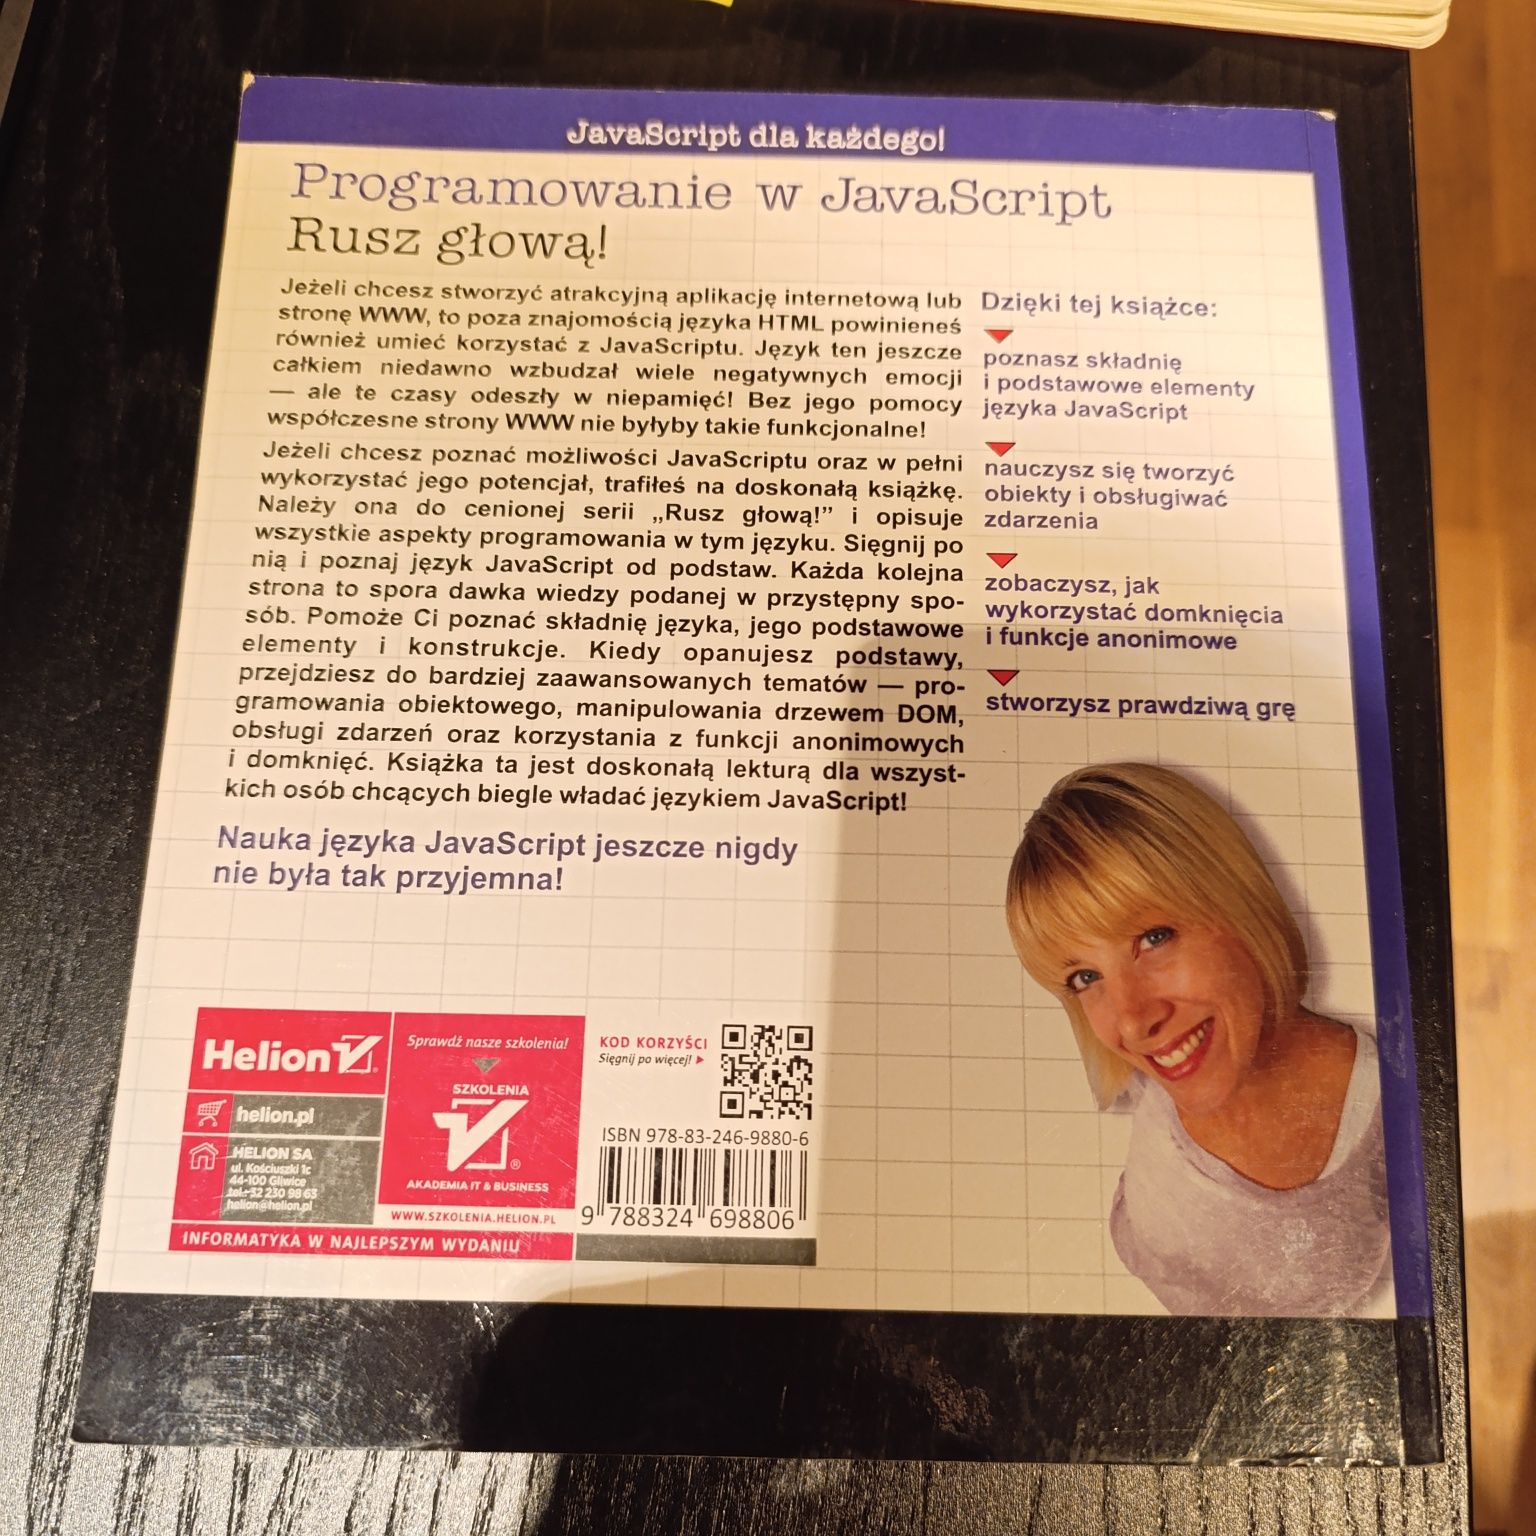 JavaScript dla każdego!
Programowanie w JavaScript
Rusz głową!
Jeżeli chcesz stworzyć atrakcyjną aplikację internetową lub
stronę WWW, to poza znajomością języka HTML powinieneś
również umieć korzystać z JavaScriptu. Język ten jeszcze
całkiem niedawno wzbudzał wiele negatywnych emocji
— ale te czasy odeszły w niepamięć! Bez jego pomocy
współczesne strony WWW nie byłyby takie funkcjonalne!
Jeżeli chcesz poznać możliwości JavaScriptu oraz w pełni
wykorzystać jego potencjał, trafiłeś na doskonałą książkę.
Należy ona do cenionej serii „Rusz głową!” i opisuje
wszystkie aspekty programowania w tym języku. Sięgnij po
nią i poznaj język JavaScript od podstaw. Każda kolejna
strona to spora dawka wiedzy podanej w przystępny spo-
sób. Pomoże Ci poznać składnię języka, jego podstawowe
elementy i konstrukcje. Kiedy opanujesz podstawy,
przejdziesz do bardziej zaawansowanych tematów — pro-
gramowania obiektowego, manipulowania drzewem DOM,
obsługi zdarzeń oraz korzystania z funkcji anonimowych
i domknięć. Książka ta jest doskonałą lekturą dla wszyst-
kich osób chcących biegle władać językiem JavaScript!
Nauka języka JavaScript jeszcze nigdy
nie była tak przyjemna!
Dzięki tej książce:
poznasz składnię
i podstawowe elementy
języka JavaScript
nauczysz się tworzyć
obiekty i obsługiwać
zdarzenia
zobaczysz, jak
wykorzystać domknięcia
i funkcje anonimowe
stworzysz prawdziwą grę
Helion
helion.pl
HELION SA
ul. Kościuszki 1c
44-100 Gliwice
tel.: 32 230 98 63
helion@helion.pl
INFORMATYKA W NAJLEPSZYM WYDANIU
Sprawdź nasze szkolenia!
SZKOLENIA
AKADEMIA IT & BUSINESS
WWW.SZKOLENIA.HELION.PL
KOD KORZYŚCI
Sięgnij po więcej!
ISBN 978-83-246-9880-6
9 788324 698806